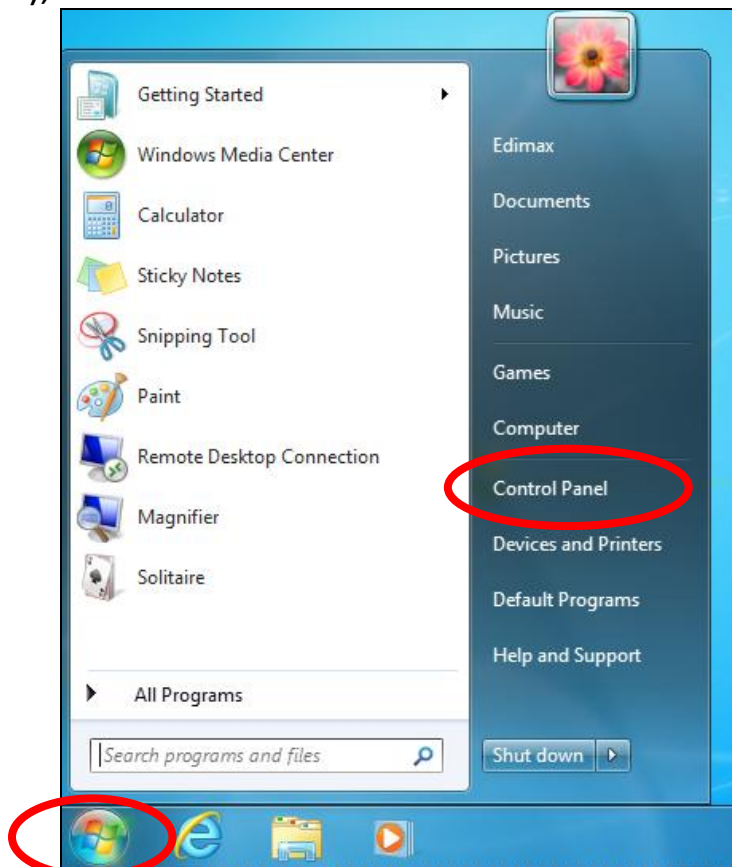 Getting Started
Windows Media Center
Calculator
Sticky Notes
Snipping Tool
Paint
Remote Desktop Connection
Magnifier
Solitaire
All Programs
Search programs and files
Edimax
Documents
Pictures
Music
Games
Computer
Control Panel
Devices and Printers
Default Programs
Help and Support
Shut down